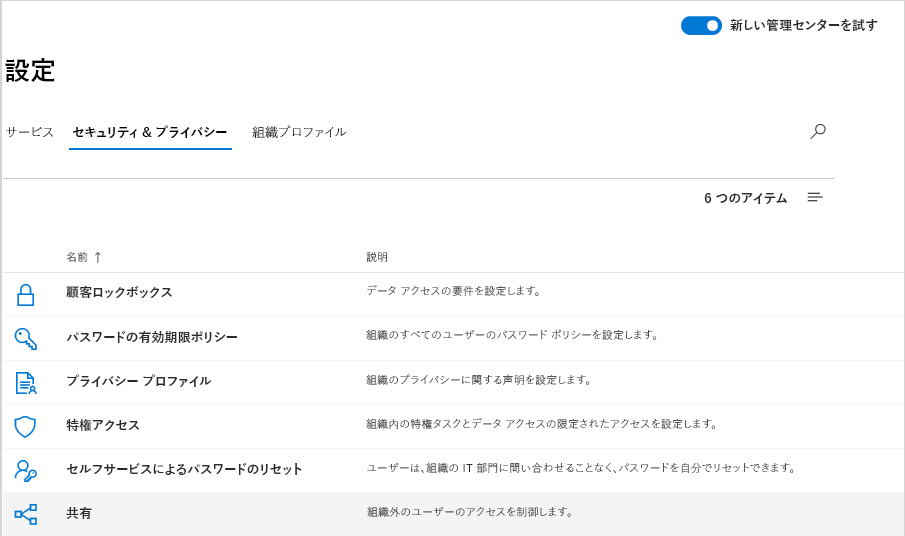 新しい管理センターを試す
設定
サービス セキュリティ & プライバシー 組織プロファイル
6 つのアイテム
名前 ↑ 説明
顧客ロックボックス データ アクセスの要件を設定します。
パスワードの有効期限ポリシー 組織のすべてのユーザーのパスワード ポリシーを設定します。
プライバシー プロファイル 組織のプライバシーに関する声明を設定します。
特権アクセス 組織内の特権タスクとデータ アクセスの限定されたアクセスを設定します。
セルフサービスによるパスワードのリセット ユーザーは、組織の IT 部門に問い合わせることなく、パスワードを自分でリセットできます。
共有 組織外のユーザーのアクセスを制御します。